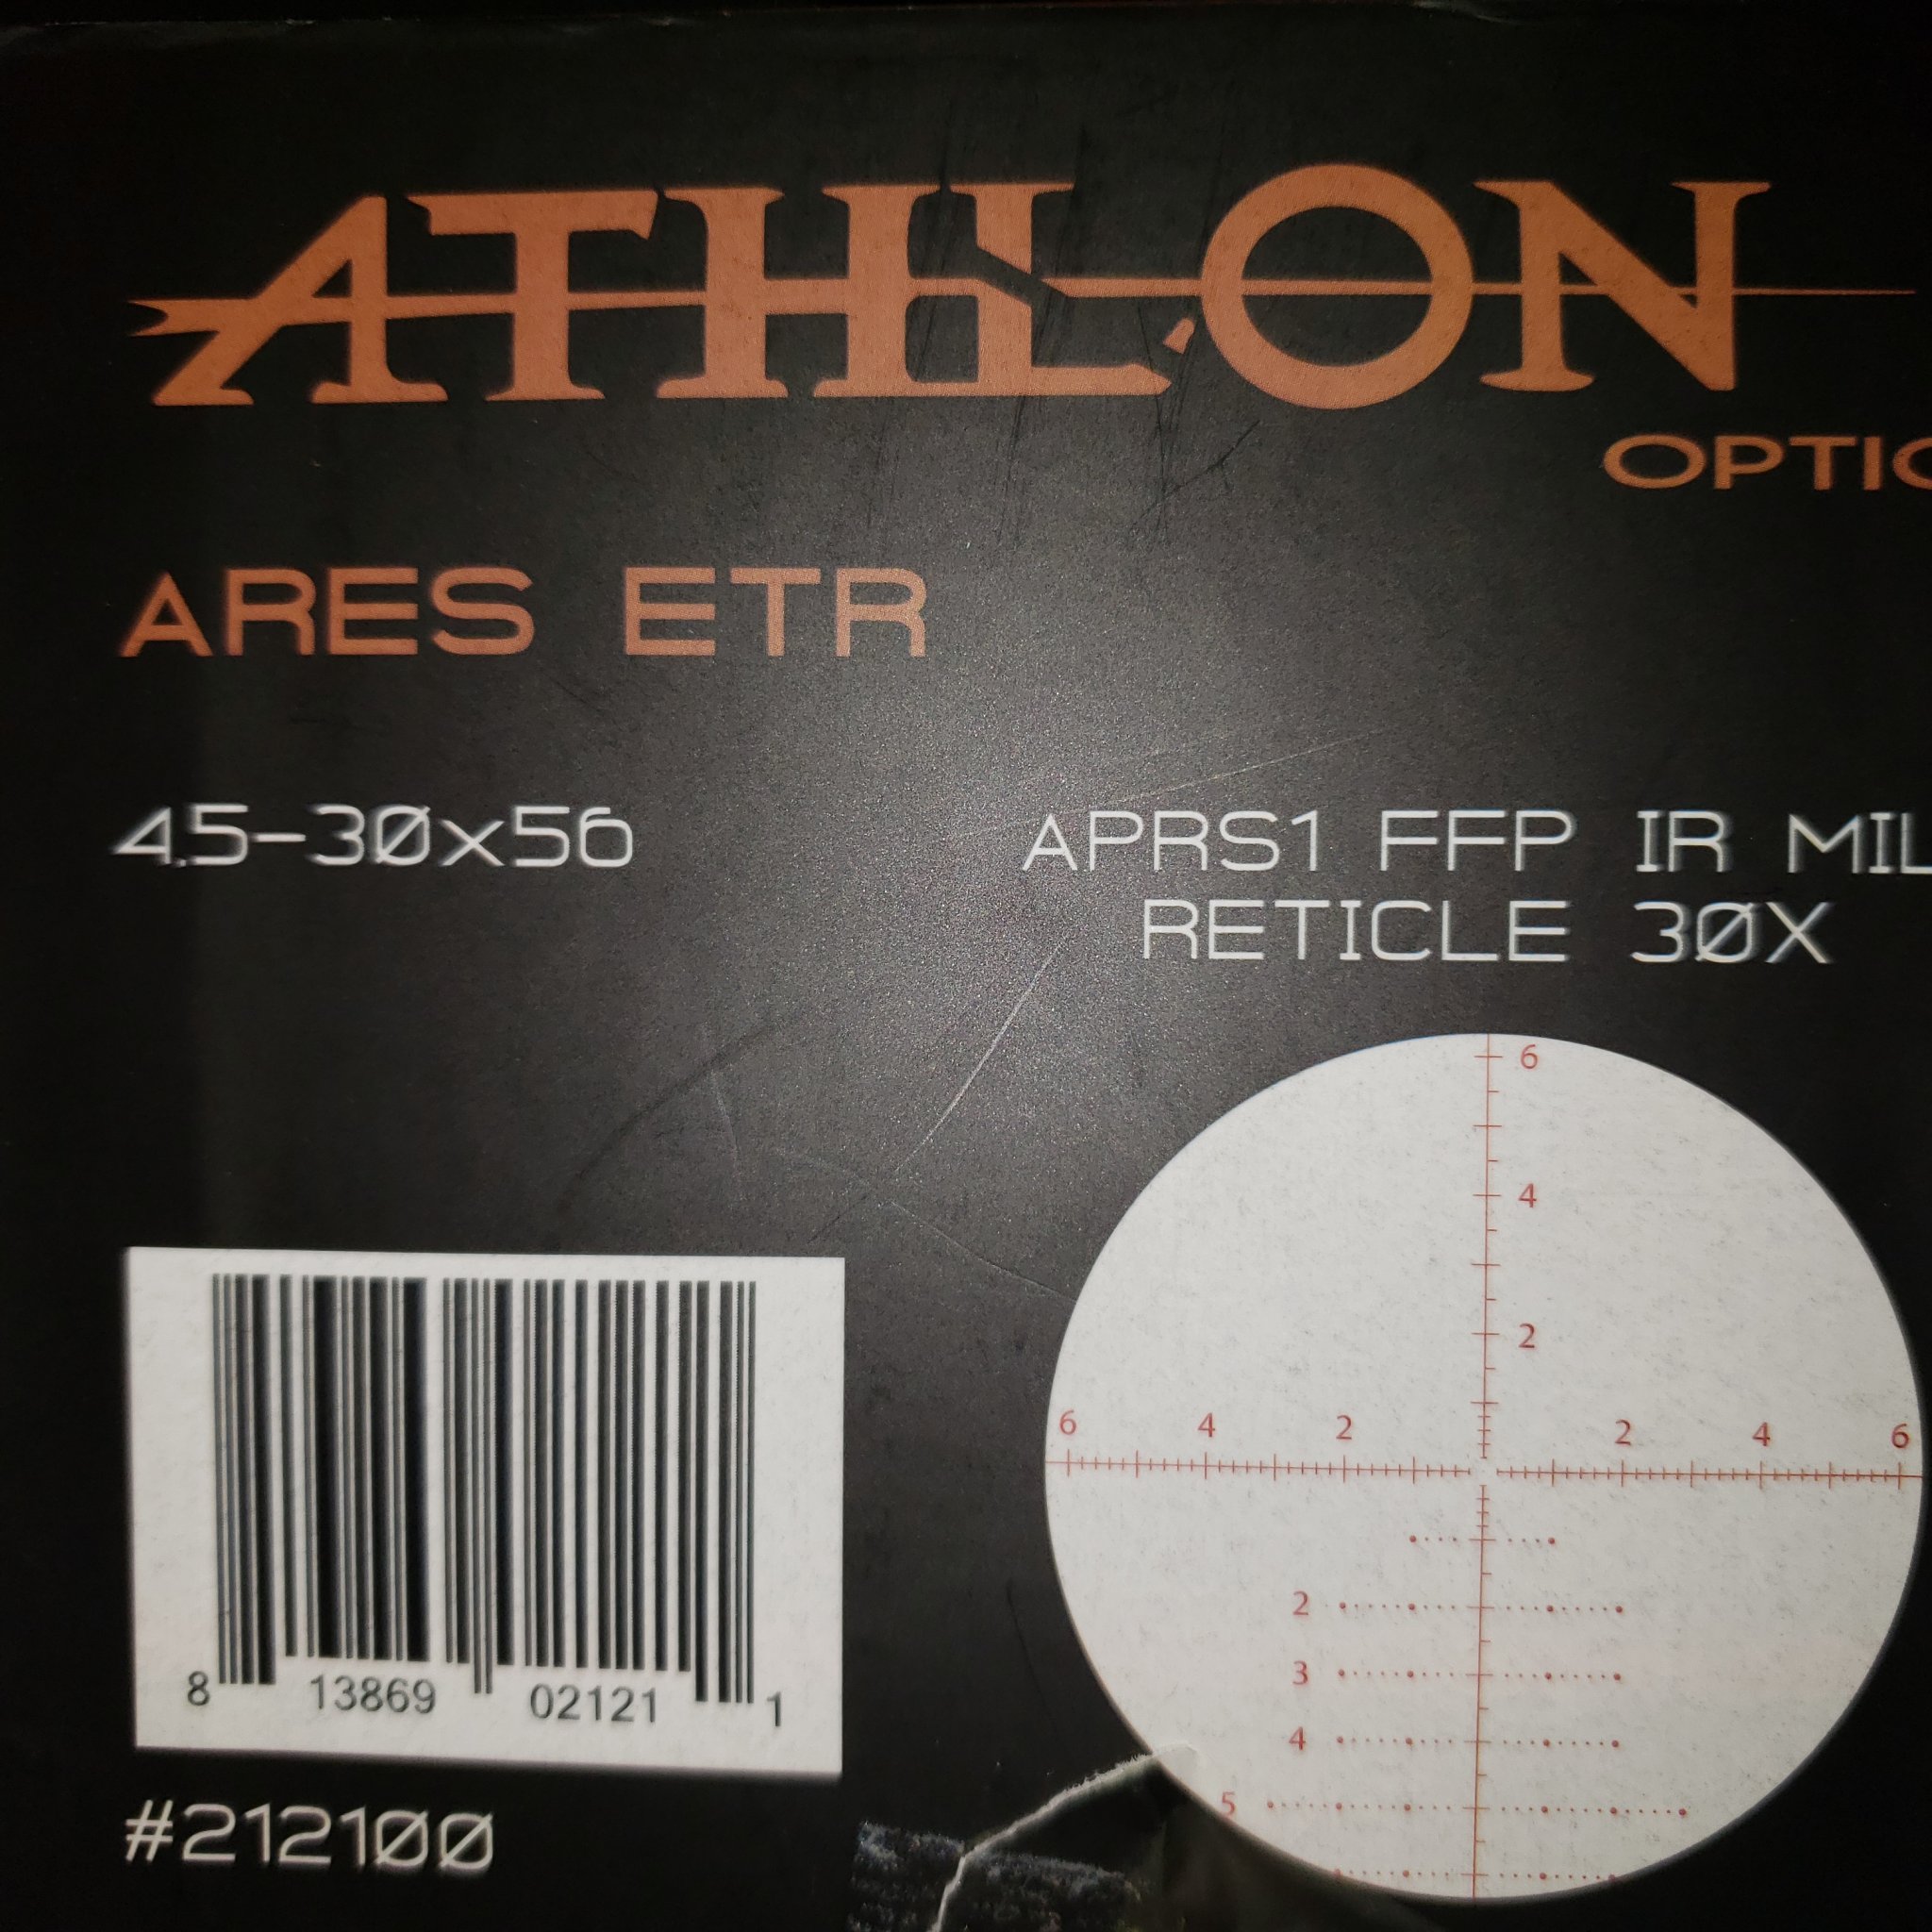 ATHLON
OPTIC
ARES ETR
4.5-30x56
APRS1 FFP IR MIL
RETICLE 30X
6
4
2
6 4 2 2 4 6
2
3
4
5
8 13869 02121 1
#212100